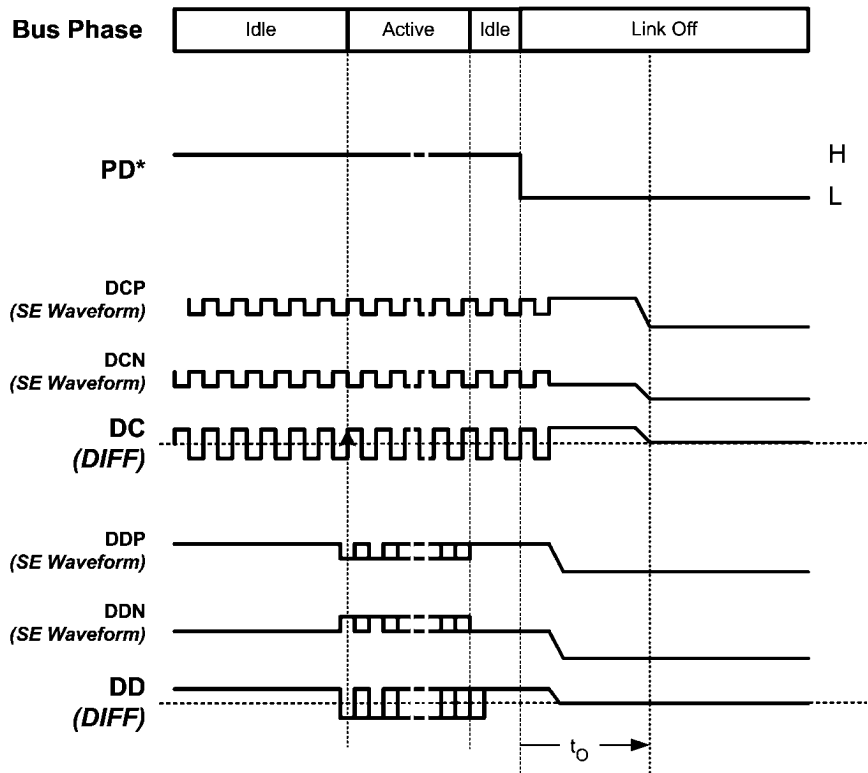 Bus Phase
Idle
Active
Idle
Link Off
PD*
H
L
DCP
(SE Waveform)
DCN
(SE Waveform)
DC
(DIFF)
DDP
(SE Waveform)
DDN
(SE Waveform)
DD
(DIFF)
tO